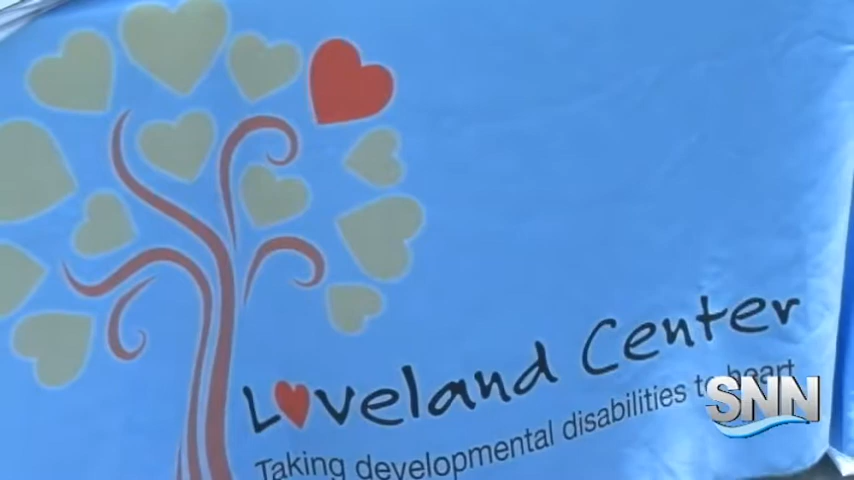 Loveland Center
Taking developmental disabilities to heart
SNN